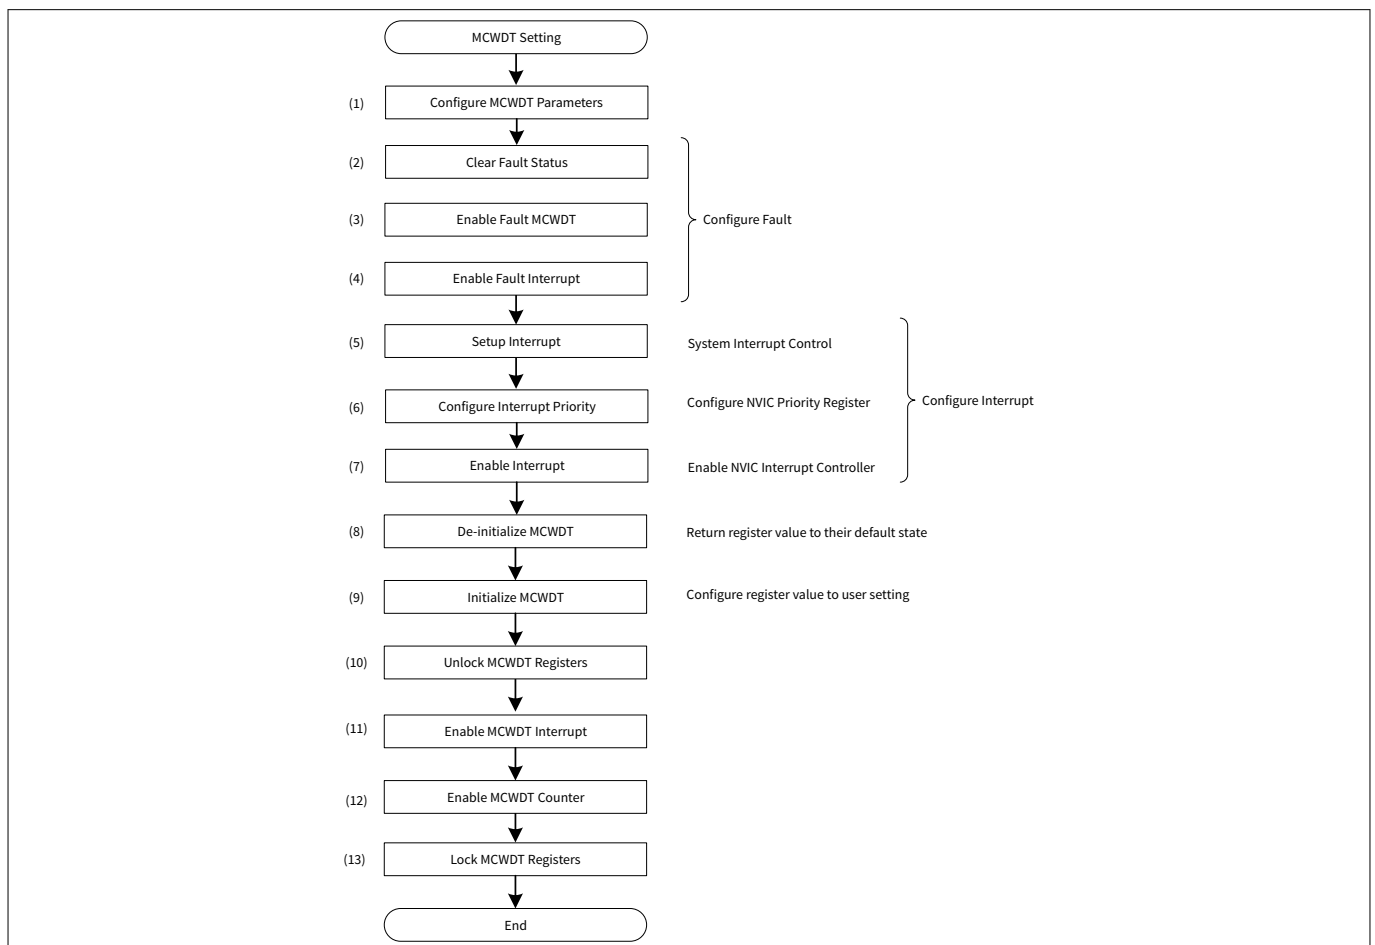 MCWDT Setting
(1) Configure MCWDT Parameters
(2) Clear Fault Status
(3) Enable Fault MCWDT
Configure Fault
(4) Enable Fault Interrupt
(5) Setup Interrupt System Interrupt Control
(6) Configure Interrupt Priority Configure NVIC Priority Register
Configure Interrupt
(7) Enable Interrupt Enable NVIC Interrupt Controller
(8) De-initialize MCWDT Return register value to their default state
(9) Initialize MCWDT Configure register value to user setting
(10) Unlock MCWDT Registers
(11) Enable MCWDT Interrupt
(12) Enable MCWDT Counter
(13) Lock MCWDT Registers
End